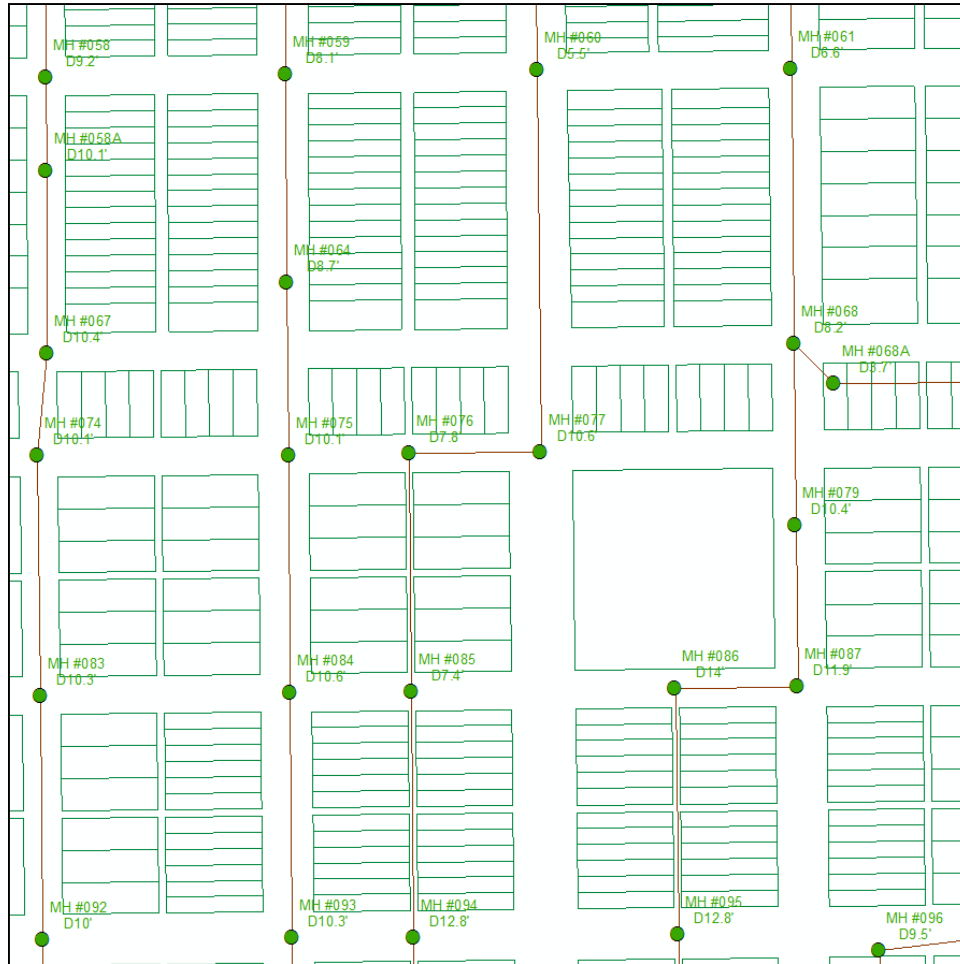 MH #058
D9.2'
MH #059
D8.1'
MH #060
D5.5'
MH #061
D6.6'
MH #058A
D10.1'
MH #064
D8.7'
MH #067
D10.4'
MH #068
D8.2'
MH #068A
D3.7'
MH #074
D10.1'
MH #075
D10.1'
MH #076
D7.8'
MH #077
D10.6'
MH #079
D10.4'
MH #083
D10.3'
MH #084
D10.6'
MH #085
D7.4'
MH #086
D14'
MH #087
D11.9'
MH #092
D10'
MH #093
D10.3'
MH #094
D12.8'
MH #095
D12.8'
MH #096
D9.5'